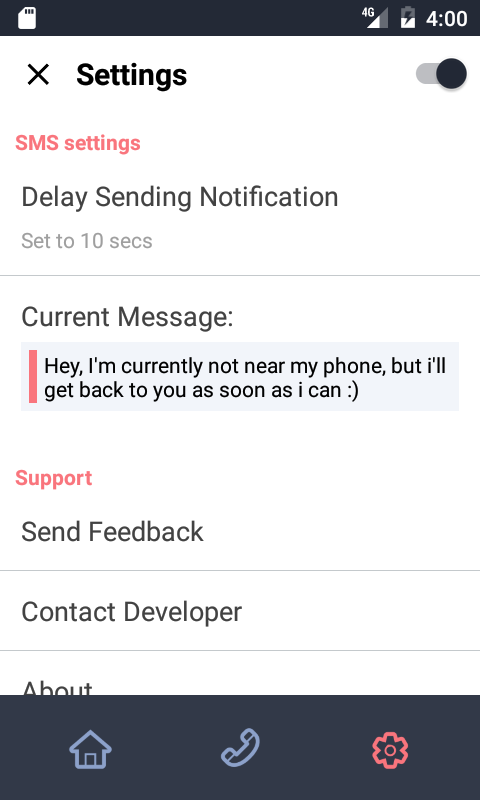 4G 4:00
Settings
SMS settings
Delay Sending Notification
Set to 10 secs
Current Message:
Hey, I'm currently not near my phone, but i'll
get back to you as soon as i can :)
Support
Send Feedback
Contact Developer
About